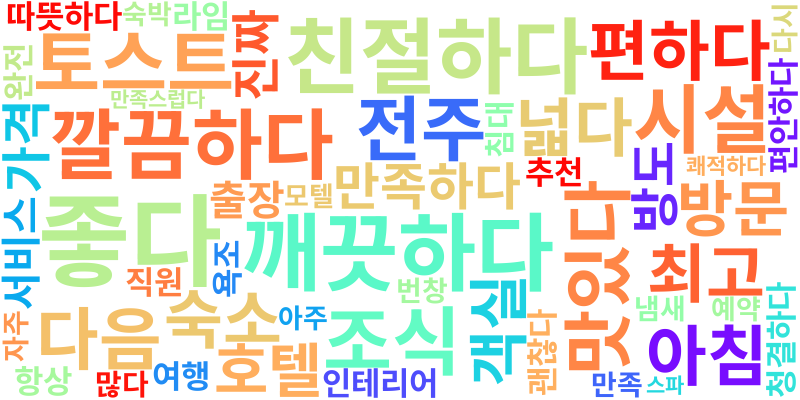 따뜻하다 숙박 라임
완전 토스트 진짜 친절하다 편하다 다시
만족스럽다
가격 깔끔하다 전주 침대 넓다 시설 편안하다
서비스 출장 모텔 만족하다 추천 방도 쾌적하다
방문
좋다 깨끗하다 맛있다 최고
직원 욕조 번창 객실
자주 다음 숙소 아주 조식 괜찮다 냄새 예약 청결하다
호텔 아침
항상 많다 여행 인테리어 만족 스파